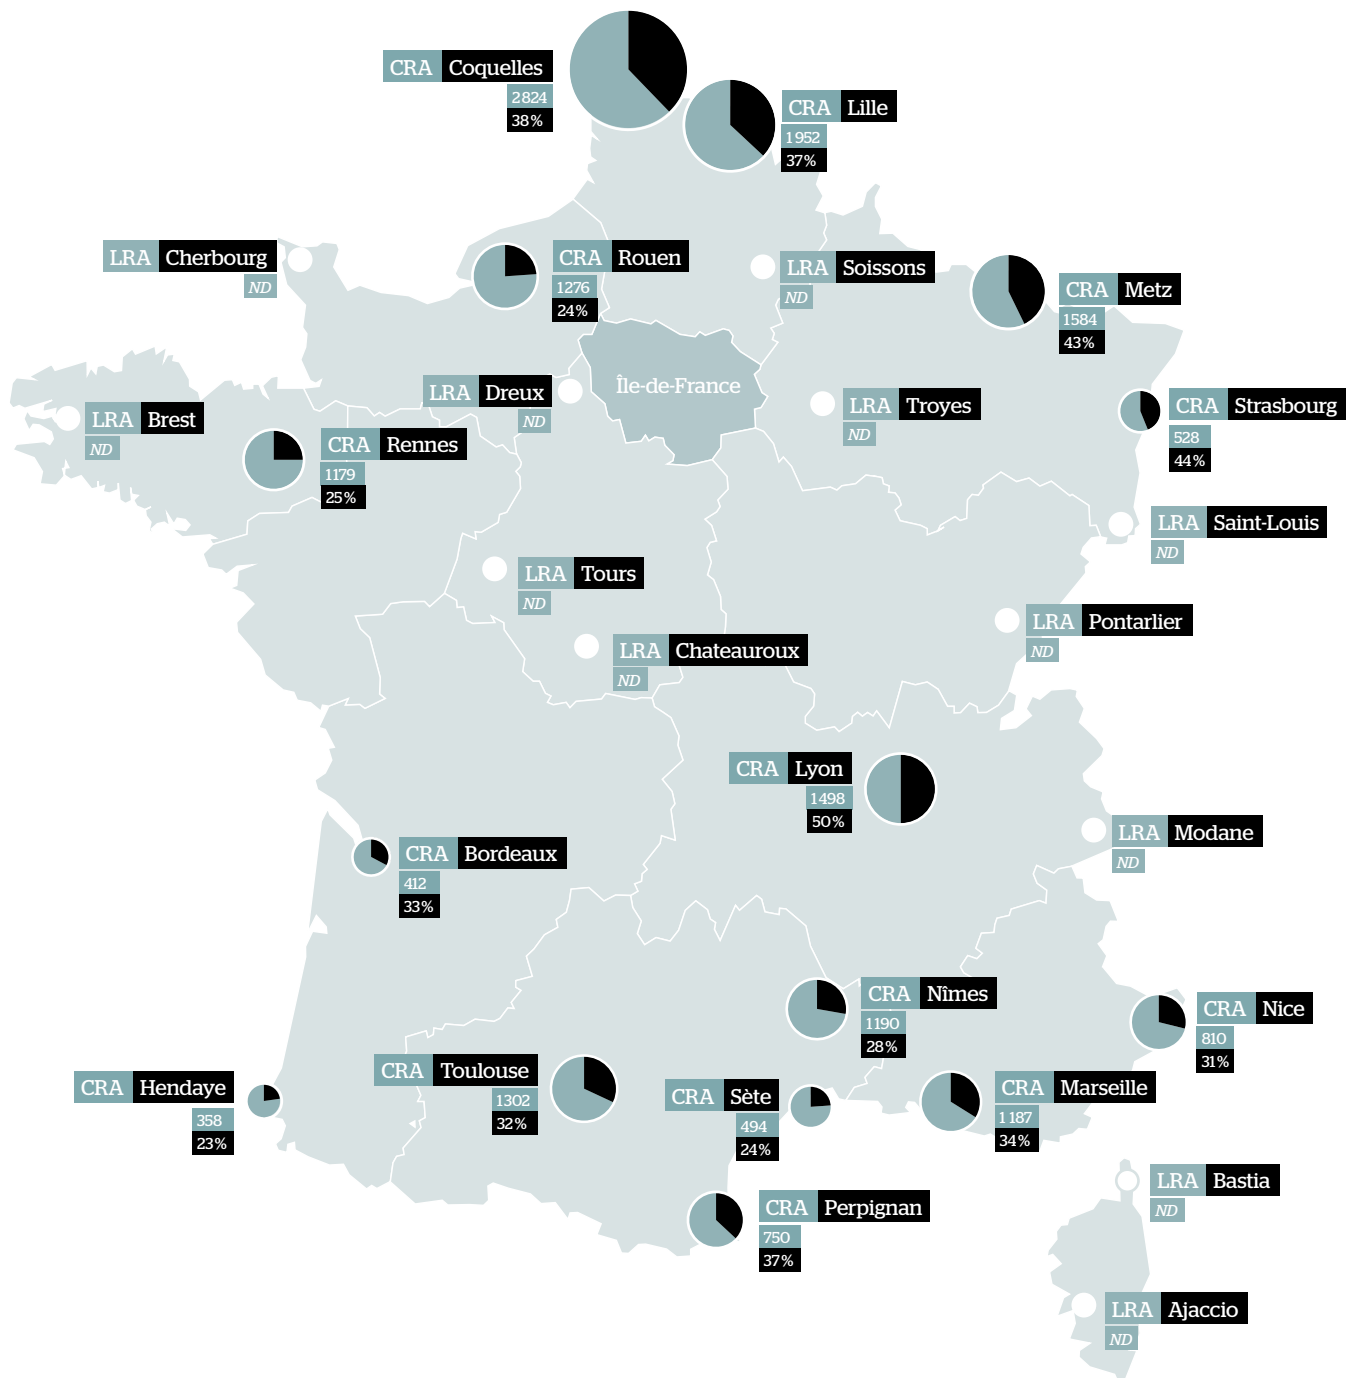 CRA Coquelles
2824
38%
CRA Lille
1952
37%
LRA Cherbourg
ND
CRA Rouen
1276
24%
LRA Soissons
ND
CRA Metz
1584
43%
Île-de-France
LRA Dreux
ND
LRA Troyes
ND
CRA Strasbourg
528
44%
LRA Brest
ND
CRA Rennes
1179
25%
LRA Saint-Louis
ND
LRA Tours
ND
LRA Pontarlier
ND
LRA Chateauroux
ND
CRA Lyon
1498
50%
LRA Modane
ND
CRA Bordeaux
412
33%
CRA Nîmes
1190
28%
CRA Nice
810
31%
CRA Toulouse
1302
32%
CRA Hendaye
358
23%
CRA Sète
494
24%
CRA Marseille
1187
34%
LRA Bastia
ND
CRA Perpignan
750
37%
LRA Ajaccio
ND